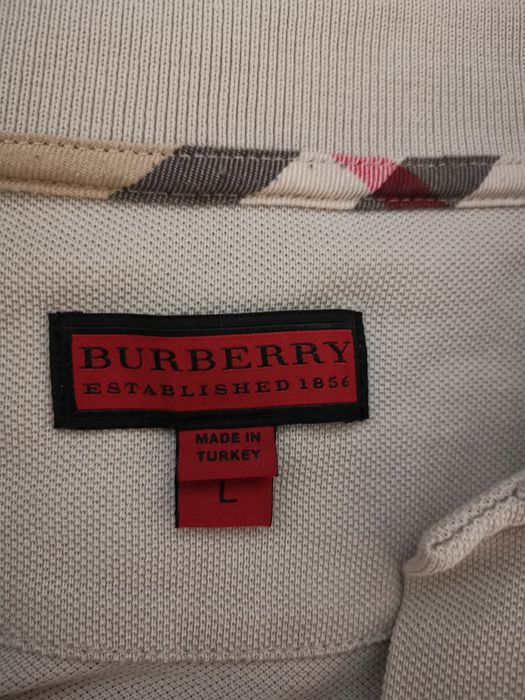 BURBERRY
ESTABLISHED 1856
MADE IN
TURKEY
L